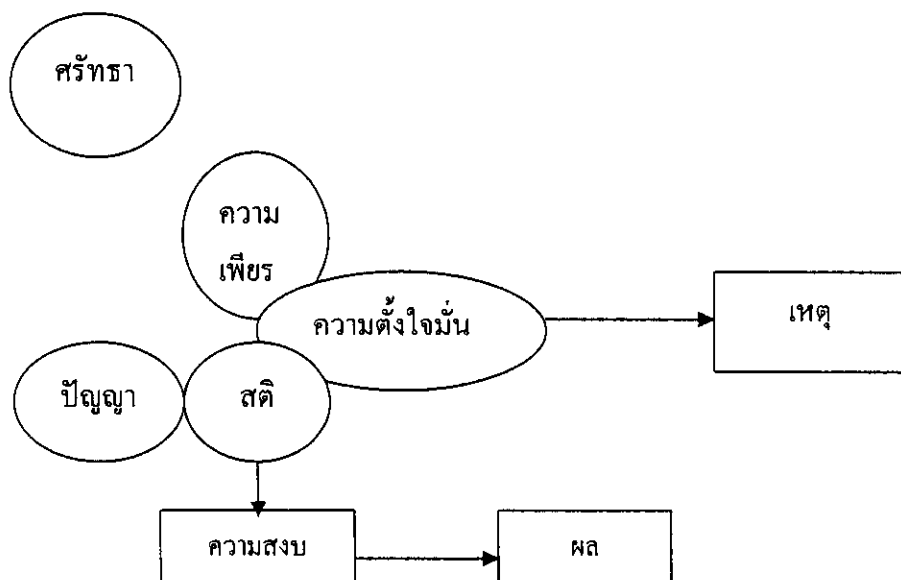 ศรัทธา
ความ
เพียร
ความตั้งใจมั่น
เหตุ
ปัญญา
สติ
ความสงบ
ผล